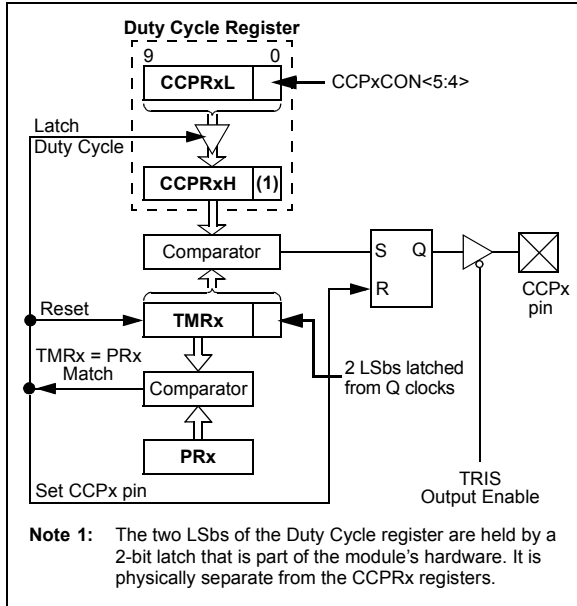 Duty Cycle Register
9 0
CCPRxL
CCPxCON<5:4>
Latch
Duty Cycle
CCPRxH (1)
Comparator
S Q
R
CCPx
pin
Reset
TMRx
TMRx = PRx
Match
2 LSbs latched
from Q clocks
Comparator
PRx
Set CCPx pin
TRIS
Output Enable
Note 1: The two LSbs of the Duty Cycle register are held by a
2-bit latch that is part of the module's hardware. It is
physically separate from the CCPRx registers.